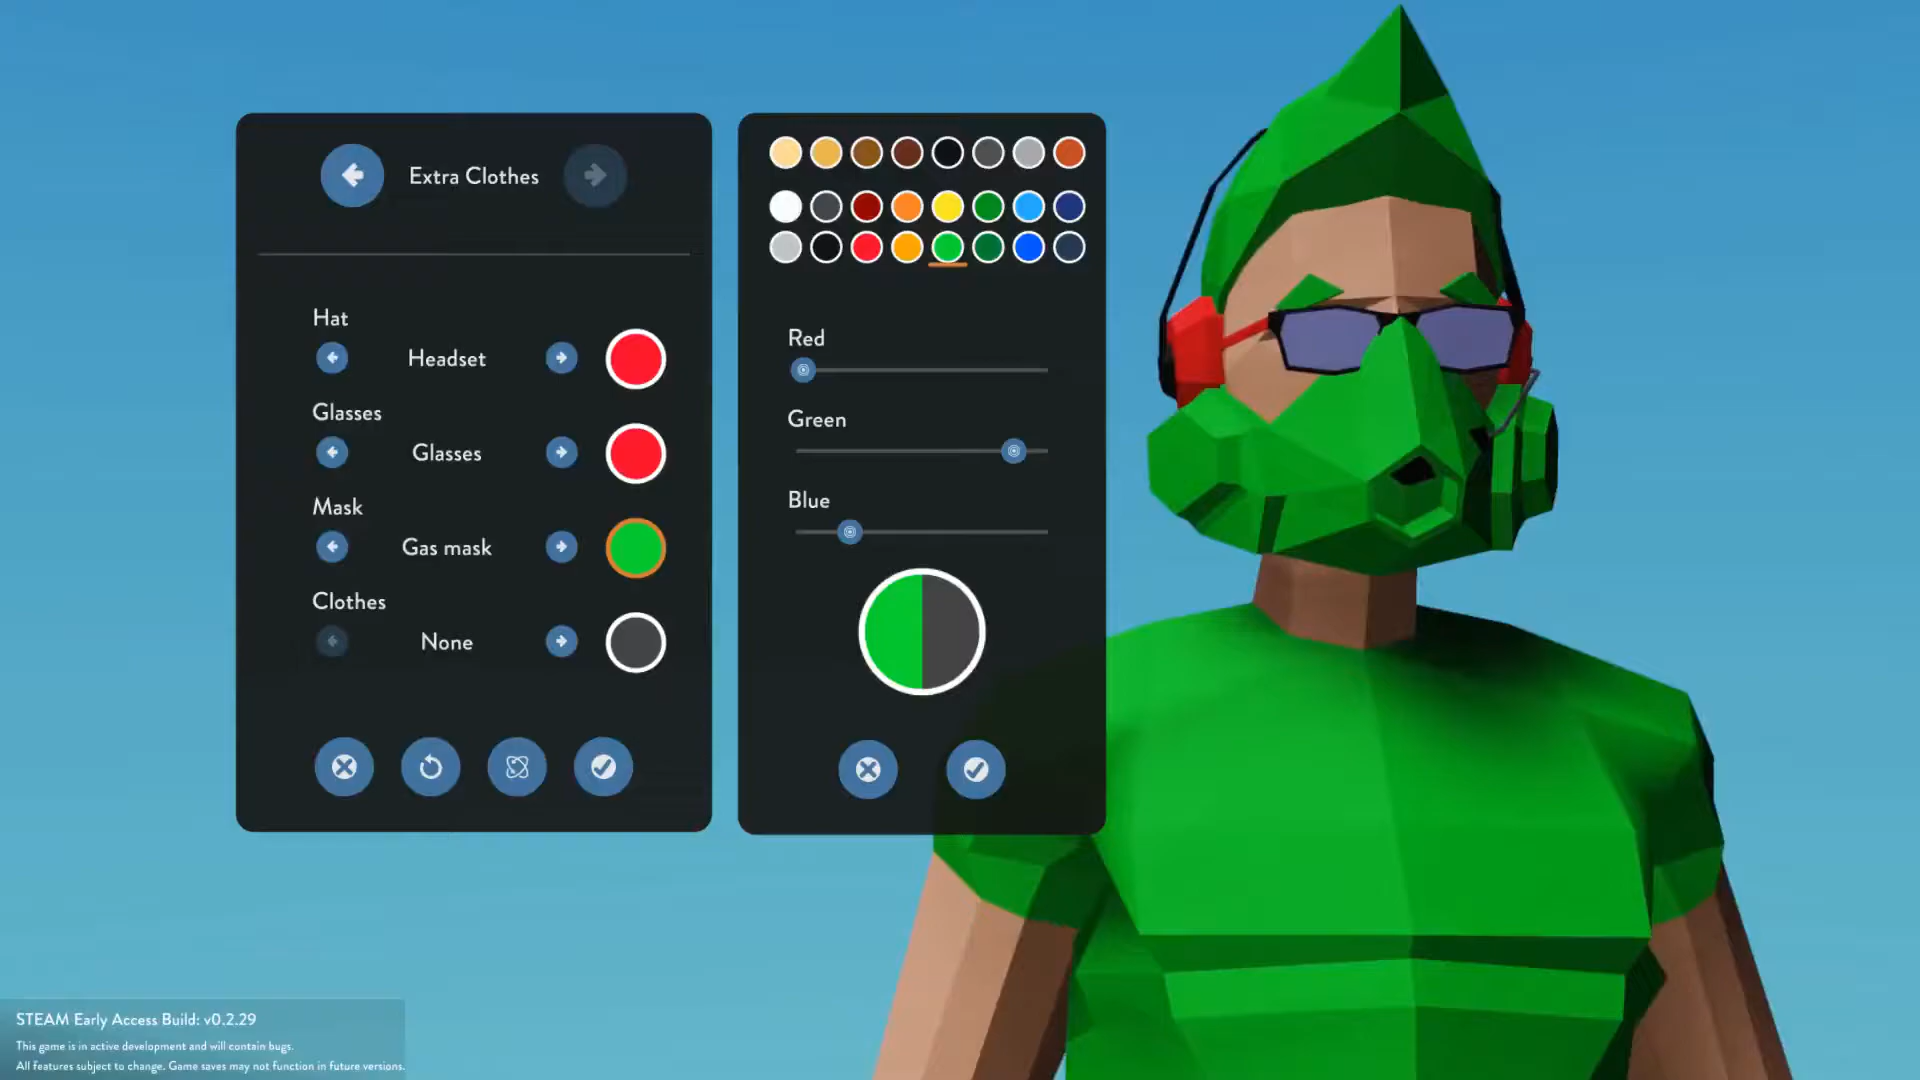 Extra Clothes
Hat
Headset
Glasses
Glasses
Mask
Gas mask
Clothes
None
Red
Green
Blue
STEAM Early Access Build: v0.2.29
This game is in active development and will contain bugs.
All features subject to change. Game saves may not function in future versions.